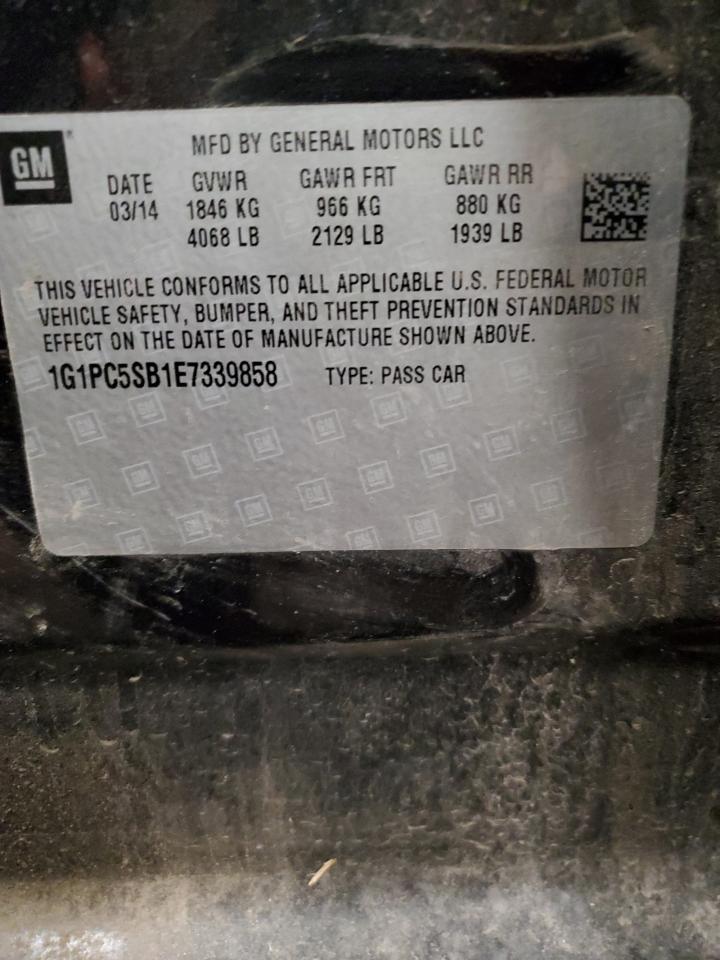 GM
MFD BY GENERAL MOTORS LLC
DATE GVWR GAWR FRT GAWR RR
03/14 1846 KG 966 KG 880 KG
4068 LB 2129 LB 1939 LB
THIS VEHICLE CONFORMS TO ALL APPLICABLE U.S. FEDERAL MOTOR
VEHICLE SAFETY, BUMPER, AND THEFT PREVENTION STANDARDS IN
EFFECT ON THE DATE OF MANUFACTURE SHOWN ABOVE.
1G1PC5SB1E7339858 TYPE: PASS CAR